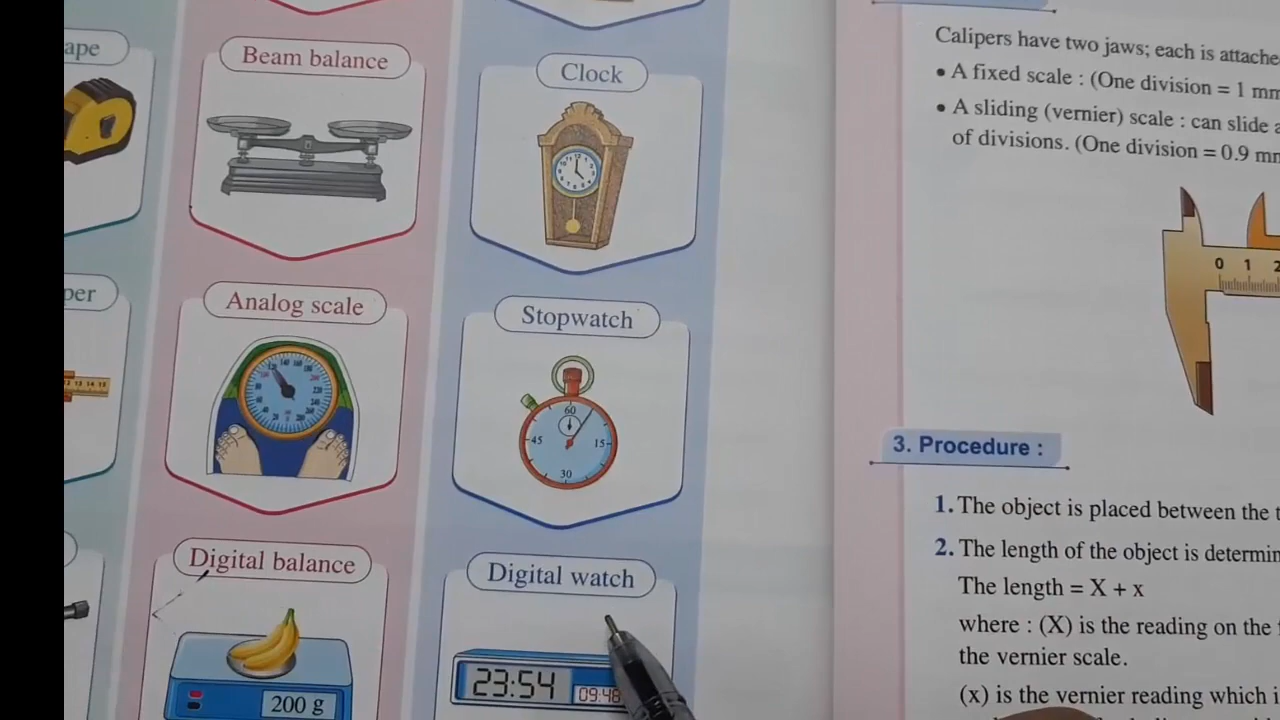 ape
Beam balance
Clock
per
Analog scale
Stopwatch
60
45
15
30
Digital balance
200 g
Digital watch
23:54
09:48
Calipers have two jaws; each is attache
• A fixed scale : (One division = 1 mm
• A sliding (vernier) scale : can slide a
of divisions. (One division = 0.9 mm
0 1 2
3. Procedure :
1. The object is placed between the t
2. The length of the object is determin
The length = X + x
where : (X) is the reading on the f
the vernier scale.
(x) is the vernier reading which i